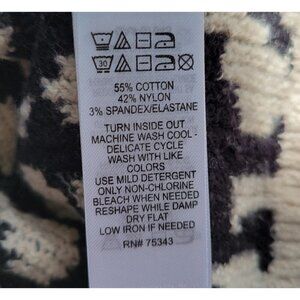 30
55% COTTON
42% NYLON
3% SPANDEX/ELASTANE
TURN INSIDE OUT
MACHINE WASH COOL -
DELICATE CYCLE
WASH WITH LIKE
COLORS
USE MILD DETERGENT
ONLY NON-CHLORINE
BLEACH WHEN NEEDED
RESHAPE WHILE DAMP
DRY FLAT
LOW IRON IF NEEDED
RN# 75343